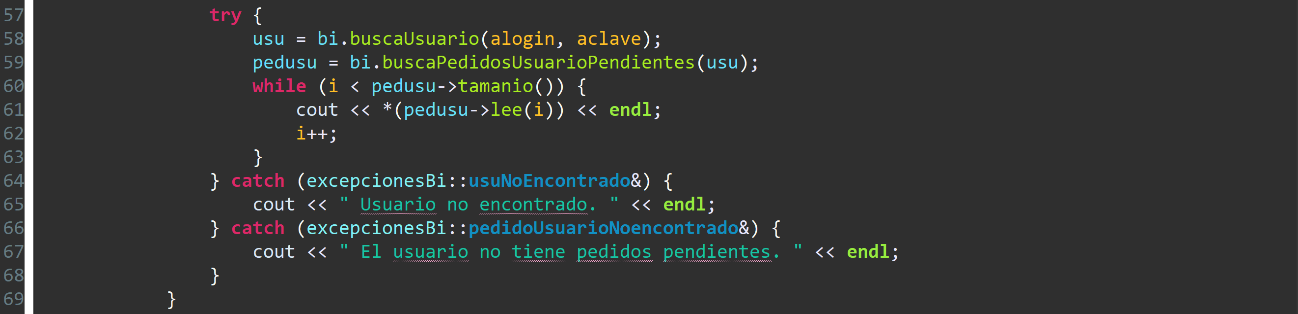 57 try {
58 usu = bi.buscaUsuario(alogin, aclave);
59 pedusu = bi.buscaPedidosUsuarioPendientes(usu);
60 while (i < pedusu->tamanio()) {
61 cout << *(pedusu->lee(i)) << endl;
62 i++;
63 }
64 } catch (excepcionesBi::usuNoEncontrado&) {
65 cout << " Usuario no encontrado. " << endl;
66 } catch (excepcionesBi::pedidoUsuarioNoencontrado&) {
67 cout << " El usuario no tiene pedidos pendientes. " << endl;
68 }
69 }